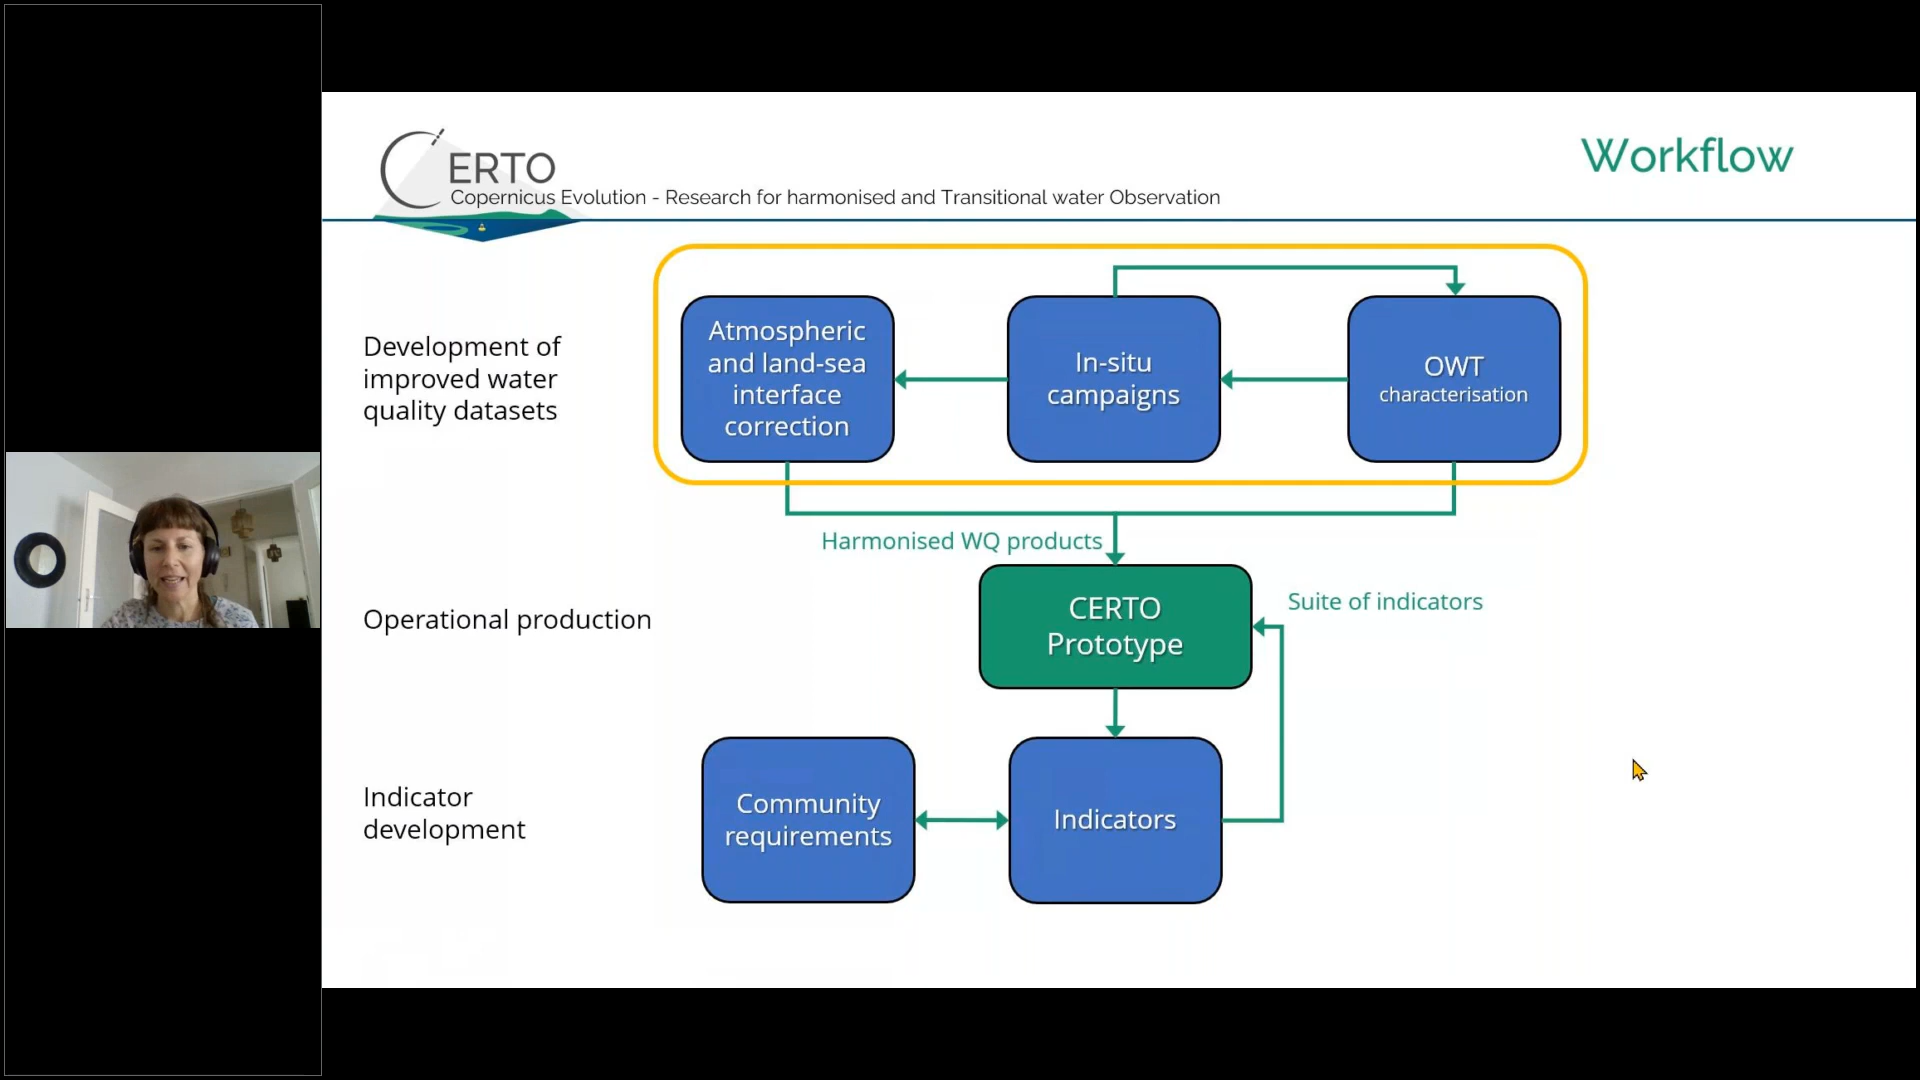 CERTO
Copernicus Evolution - Research for harmonised and Transitional water Observation
Workflow
Development of
improved water
quality datasets
Atmospheric
and land-sea
interface
correction
In-situ
campaigns
OWT
characterisation
Harmonised WQ products
Operational production
CERTO
Prototype
Suite of indicators
Indicator
development
Community
requirements
Indicators